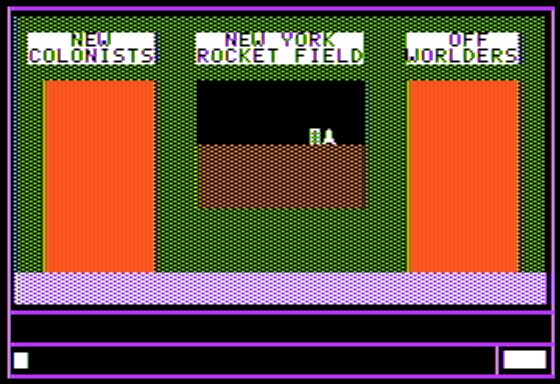 NEW
COLONISTS
NEW YORK
ROCKET FIELD
OFF
WORLDERS